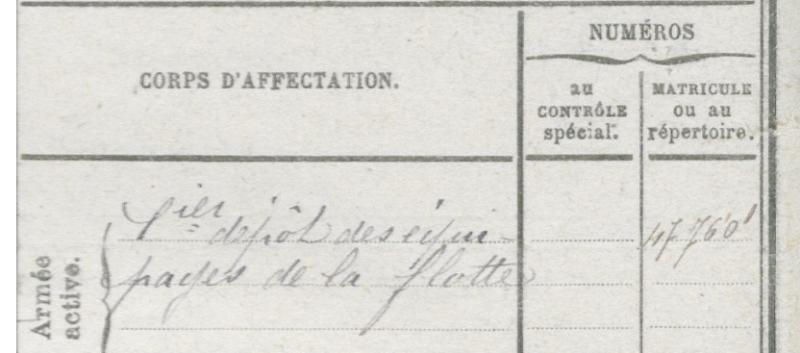 CORPS D'AFFECTATION.
NUMÉROS
au
CONTRÔLE
spécial.
MATRICULE
ou au
répertoire.
Armée
active.
1ier dépôt des équi-
pages de la flotte